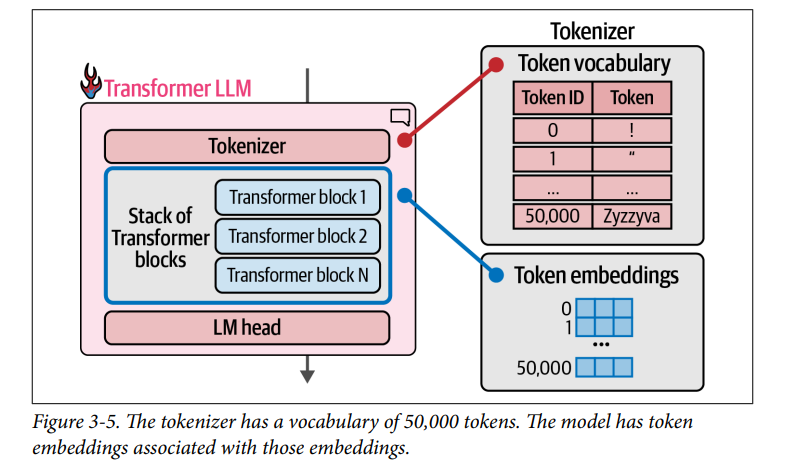 Tokenizer
Transformer LLM
Token vocabulary
Token ID Token
0 !
1 “
... ...
50,000 Zyzzyva
Tokenizer
Stack of
Transformer
blocks
Transformer block 1
Transformer block 2
Transformer block N
LM head
Token embeddings
0
1
...
50,000
Figure 3-5. The tokenizer has a vocabulary of 50,000 tokens. The model has token
embeddings associated with those embeddings.